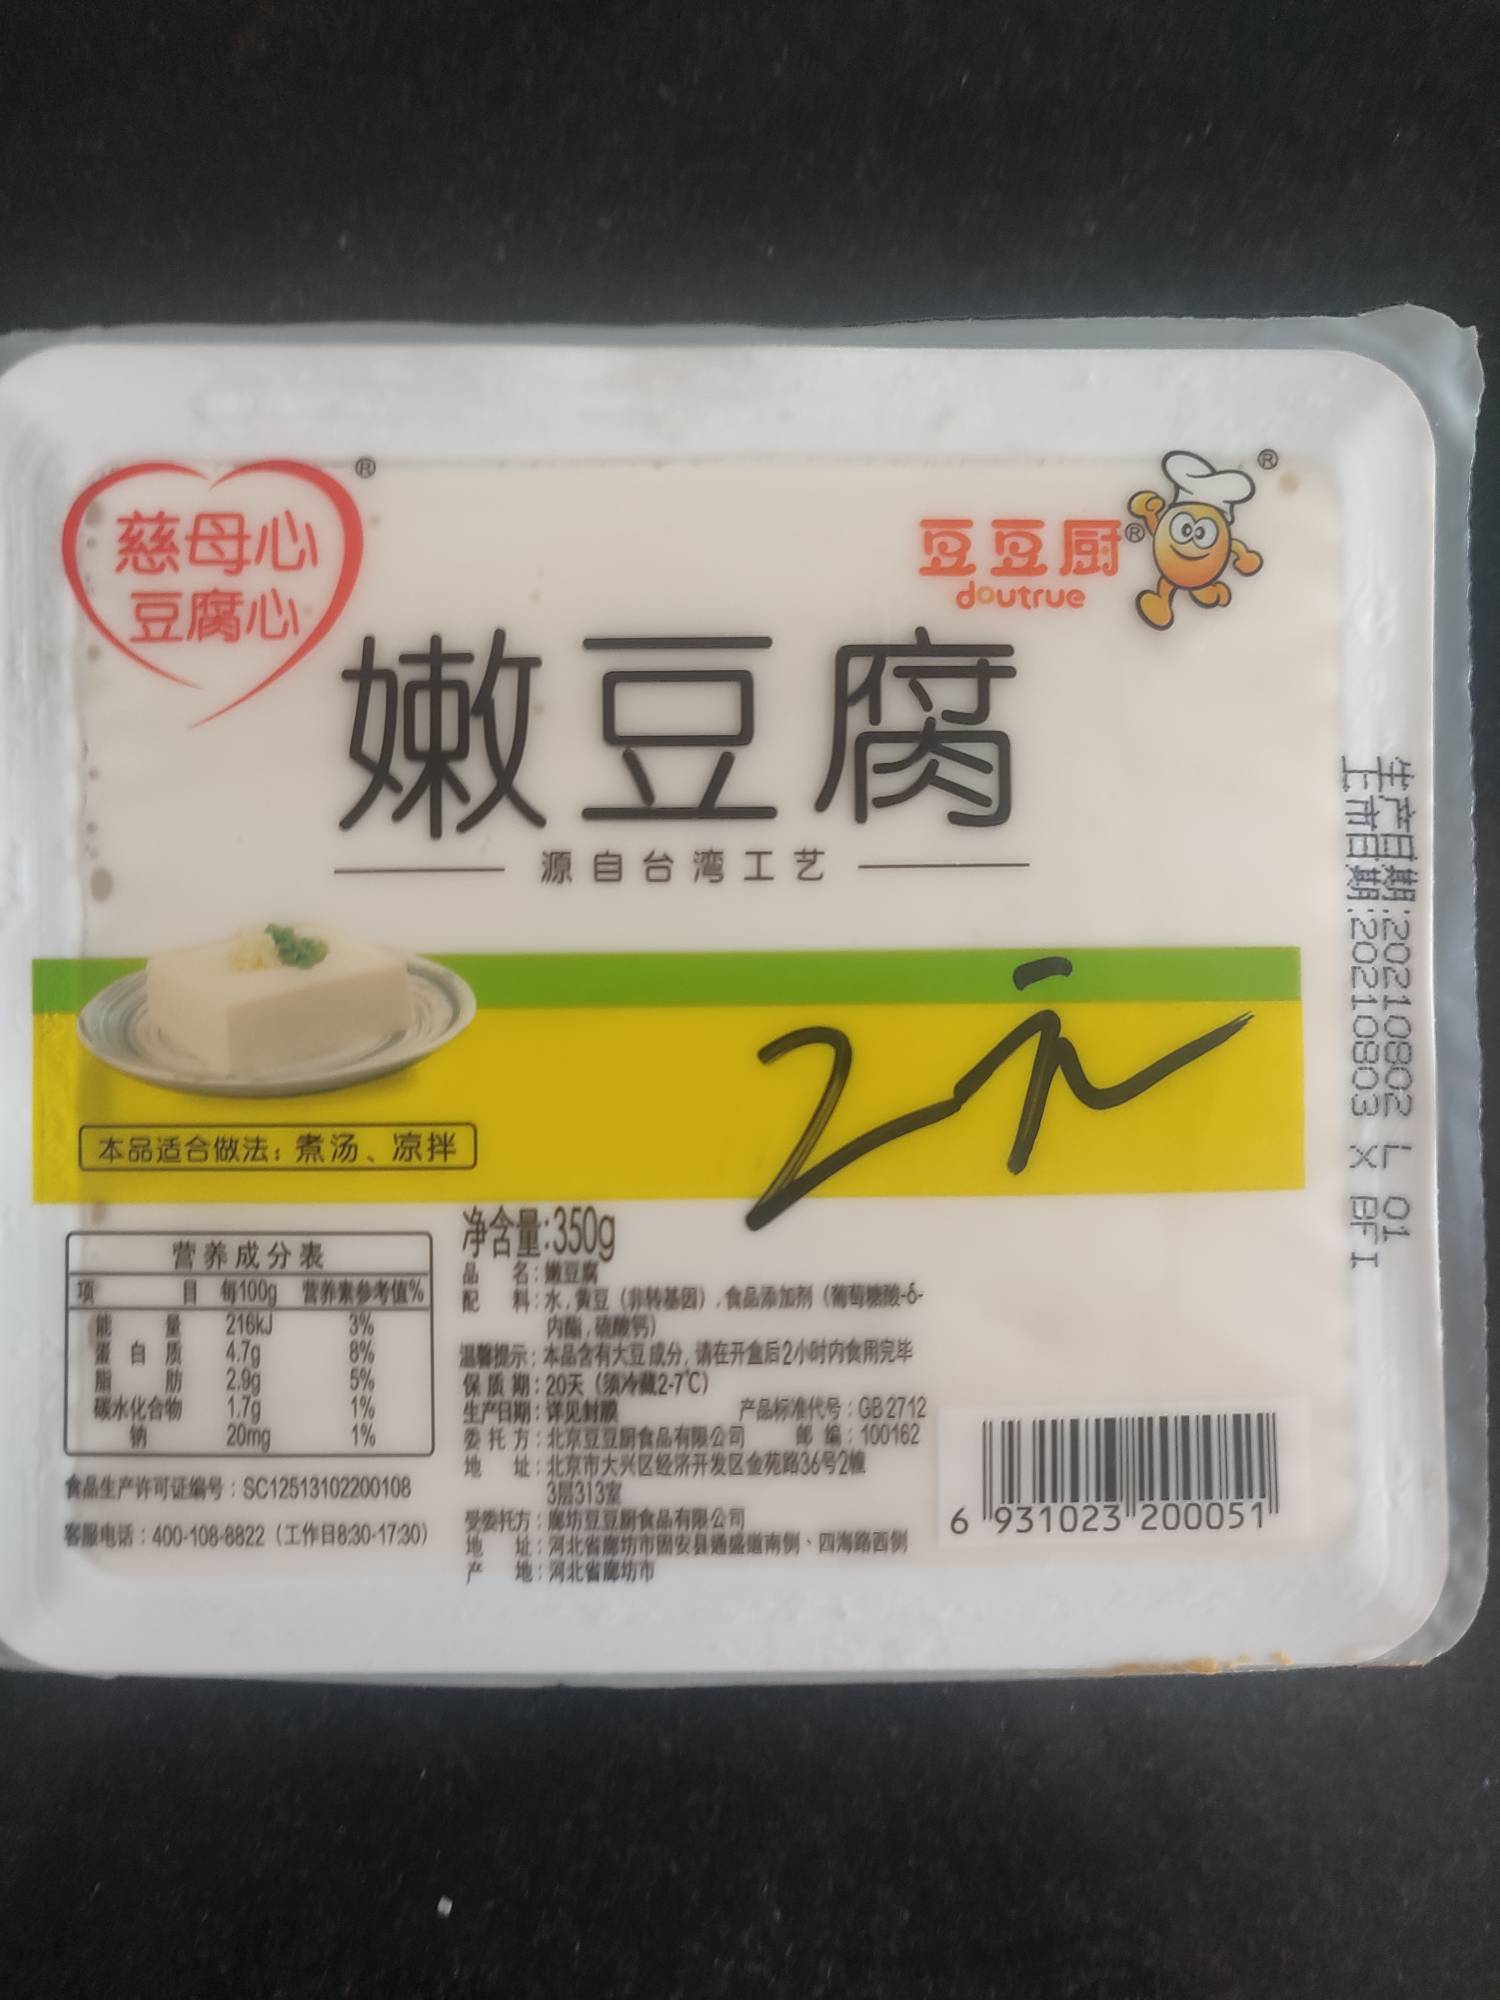 慈母心®
豆腐心
豆豆厨®
®
doutrue
嫩豆腐
源自台湾工艺
2元
本品适合做法：煮汤、凉拌
营养成分表
项 目 每100g 营养素参考值%
能 量 216kJ 3%
蛋白质 4.7g 8%
脂 肪 2.9g 5%
碳水化合物 1.7g 1%
钠 20mg 1%
食品生产许可证编号：SC12513102200108
客服电话：400-108-8822（工作日8:30-17:30）
净含量:350g
品 名：嫩豆腐
配 料：水，黄豆（非转基因），食品添加剂（葡萄糖酸-δ-
内酯，硫酸钙）
温馨提示：本品含有大豆成分，请在开盒后2小时内食用完毕
保质期：20天（须冷藏2-7℃）
生产日期：详见封膜 产品标准代号：GB 2712
委托方：北京豆豆厨食品有限公司 邮 编：100162
地 址：北京市大兴区经济开发区金苑路36号2幢
3层313室
受委托方：廊坊豆豆厨食品有限公司
地 址：河北省廊坊市固安县通盛道南侧、四海路西侧
产 地：河北省廊坊市
6 931023 200051
生产日期:20210802 L 01
上市日期:20210803 X BFI